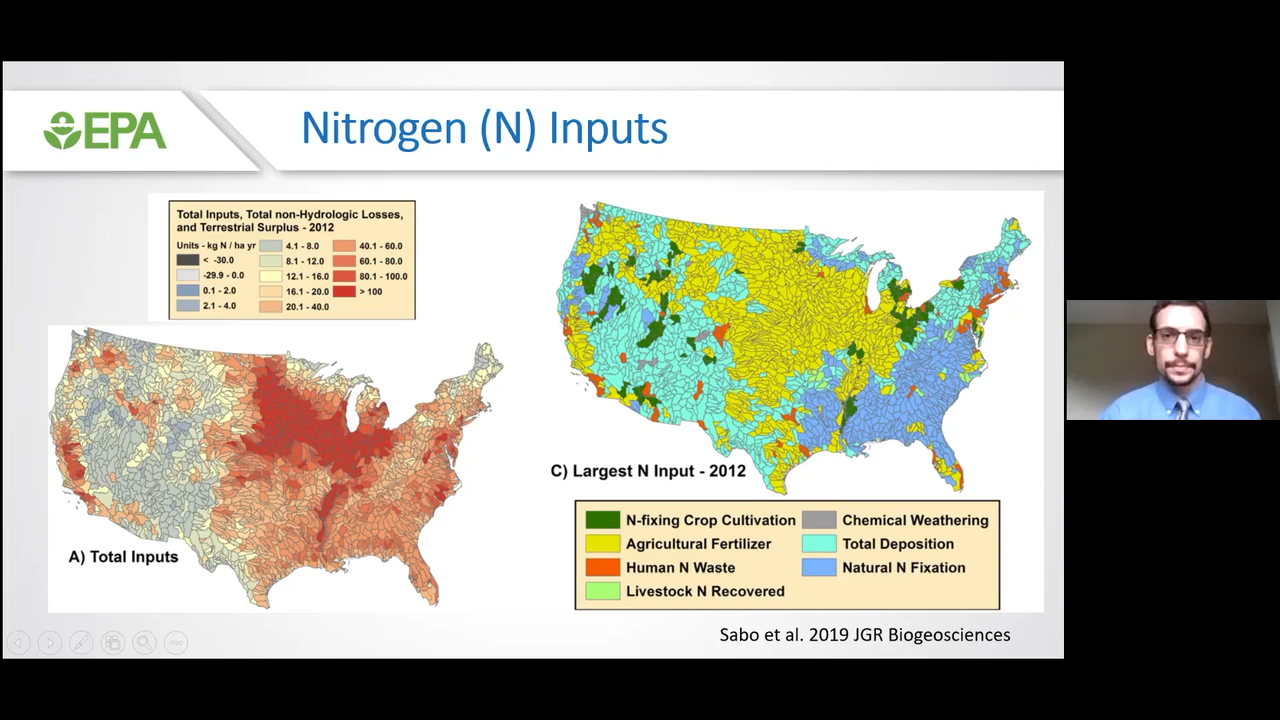 EPA
Nitrogen (N) Inputs
Total Inputs, Total non-Hydrologic Losses,
and Terrestrial Surplus - 2012
Units - kg N / ha yr
< -30.0
-29.9 - 0.0
0.1 - 2.0
2.1 - 4.0
4.1 - 8.0
8.1 - 12.0
12.1 - 16.0
16.1 - 20.0
20.1 - 40.0
40.1 - 60.0
60.1 - 80.0
80.1 - 100.0
> 100
A) Total Inputs
C) Largest N Input - 2012
N-fixing Crop Cultivation
Agricultural Fertilizer
Human N Waste
Livestock N Recovered
Chemical Weathering
Total Deposition
Natural N Fixation
Sabo et al. 2019 JGR Biogeosciences